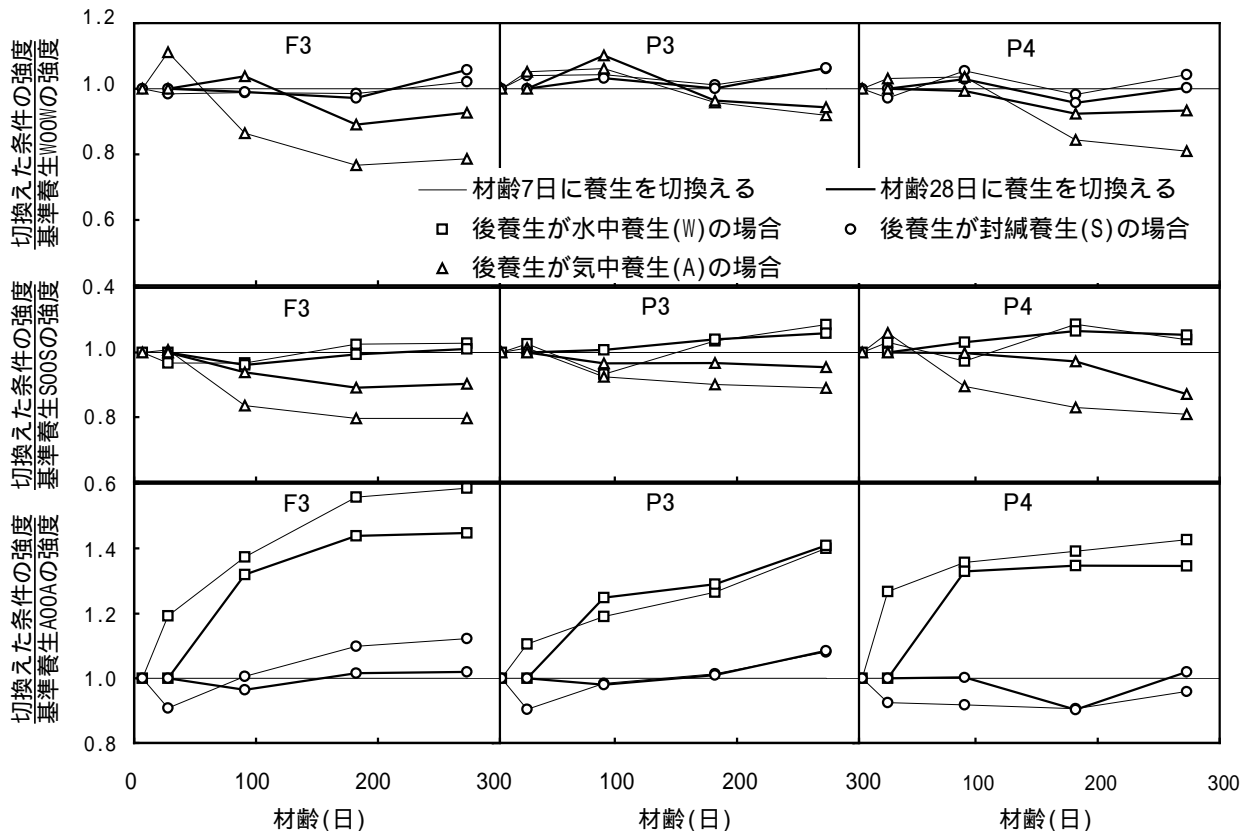 切換えた条件の強度
基準養生W00Wの強度
1.2
1.0
0.8
0.6
0.4
F3
P3
P4
材齢7日に養生を切換える
材齢28日に養生を切換える
後養生が水中養生(W)の場合
後養生が封緘養生(S)の場合
後養生が気中養生(A)の場合
切換えた条件の強度
基準養生S00Sの強度
1.0
0.8
0.6
F3
P3
P4
切換えた条件の強度
基準養生A00Aの強度
1.4
1.2
1.0
0.8
F3
P3
P4
0
100
200
300
100
200
300
100
200
300
材齢(日)
材齢(日)
材齢(日)